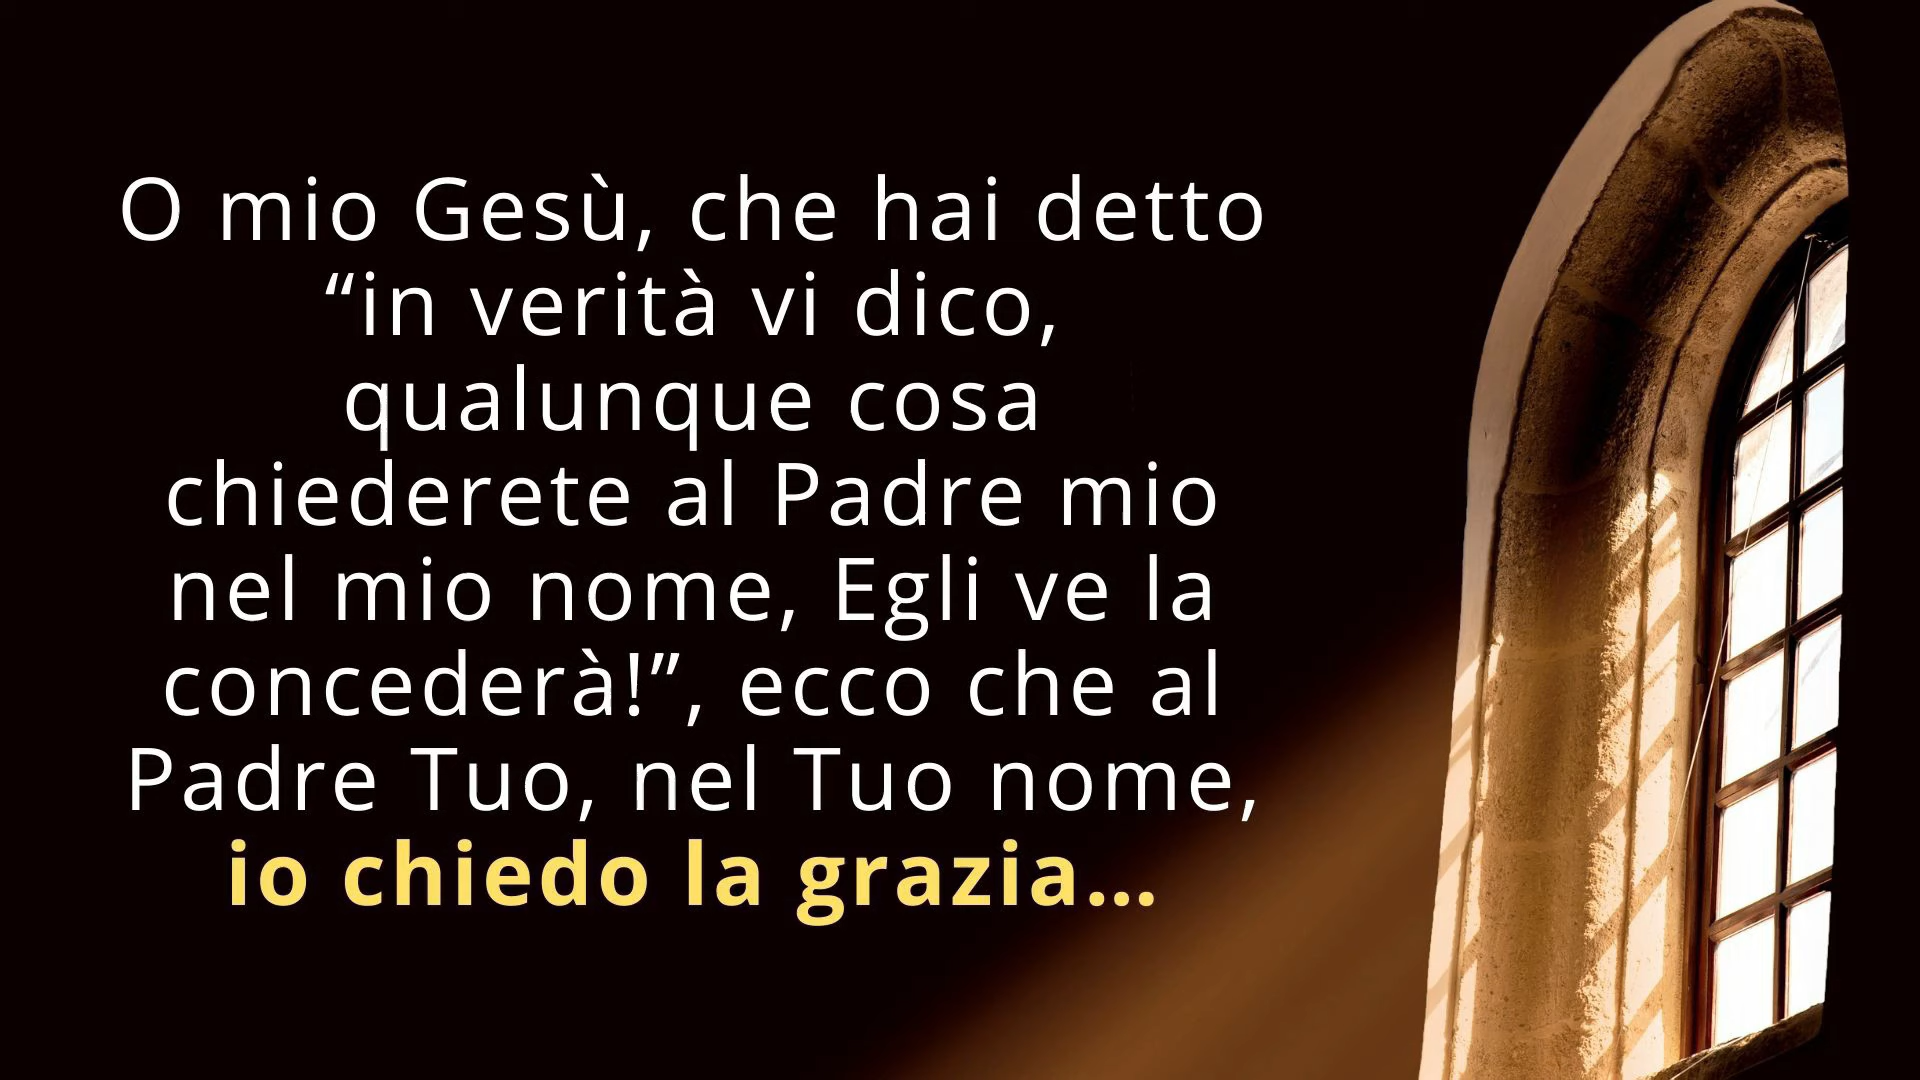 O mio Gesù, che hai detto
“in verità vi dico,
qualunque cosa
chiederete al Padre mio
nel mio nome, Egli ve la
concederà!”, ecco che al
Padre Tuo, nel Tuo nome,
io chiedo la grazia...